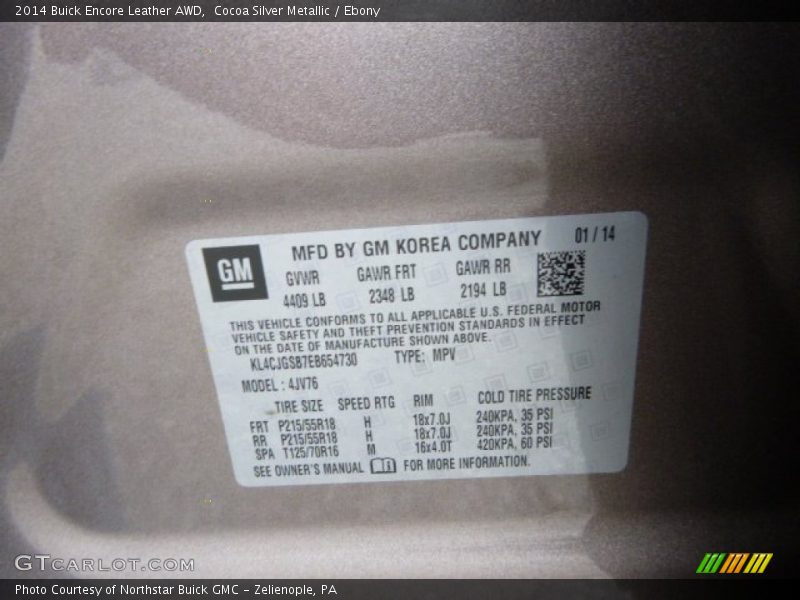 2014 Buick Encore Leather AWD,  Cocoa Silver Metallic / Ebony
GM
MFD BY GM KOREA COMPANY 01 / 14
GVWR GAWR FRT GAWR RR
4409 LB 2348 LB 2194 LB
THIS VEHICLE CONFORMS TO ALL APPLICABLE U.S. FEDERAL MOTOR
VEHICLE SAFETY AND THEFT PREVENTION STANDARDS IN EFFECT
ON THE DATE OF MANUFACTURE SHOWN ABOVE.
KL4CJGSB7EB654730 TYPE: MPV
MODEL : 4JV76
TIRE SIZE SPEED RTG RIM COLD TIRE PRESSURE
FRT P215/55R18 H 18x7.0J 240KPA, 35 PSI
RR P215/55R18 H 18x7.0J 240KPA, 35 PSI
SPA T125/70R16 M 16x4.0T 420KPA, 60 PSI
SEE OWNER'S MANUAL FOR MORE INFORMATION.
GTCARLOT.COM
Photo Courtesy of Northstar Buick GMC - Zelienople, PA